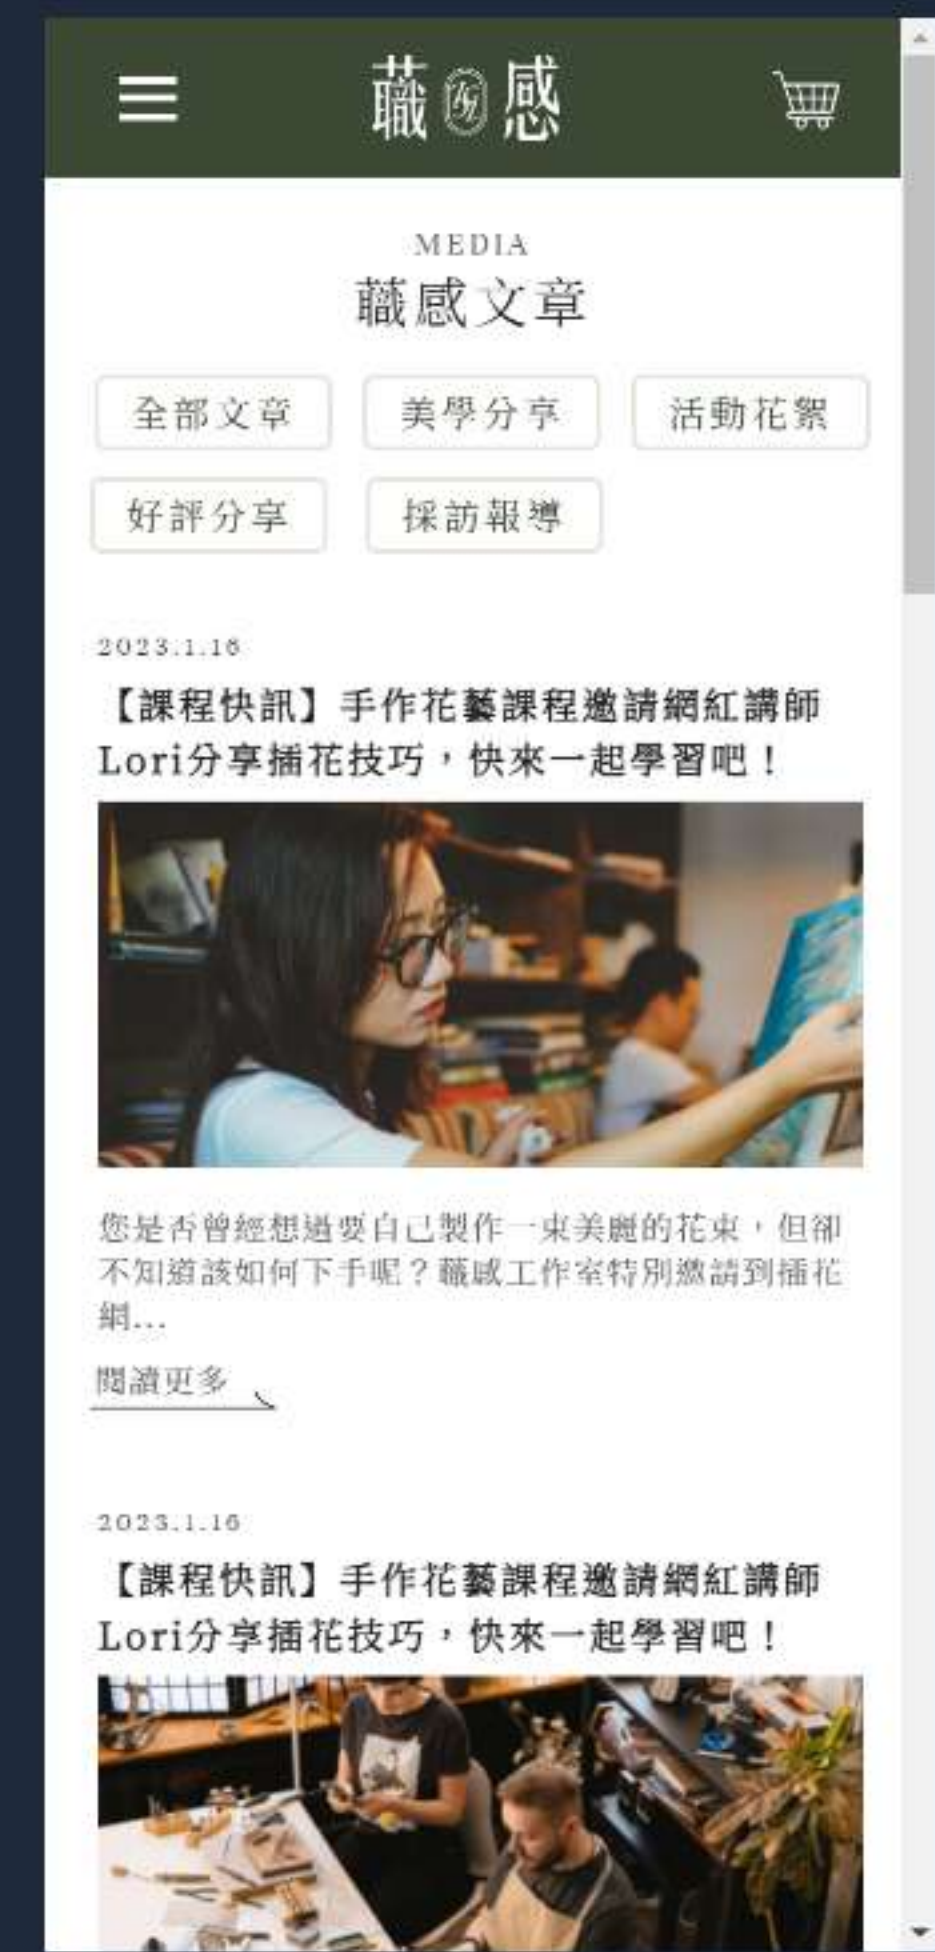 蘵感
MEDIA
蘵感文章
全部文章
美學分享
活動花絮
好評分享
採訪報導
2023.1.16
【課程快訊】手作花藝課程邀請網紅講師
Lori分享插花技巧，快來一起學習吧！
您是否曾經想過要自己製作一束美麗的花束，但卻
不知道該如何下手呢？蘵感工作室特別邀請到插花
網...
閱讀更多
2023.1.16
【課程快訊】手作花藝課程邀請網紅講師
Lori分享插花技巧，快來一起學習吧！